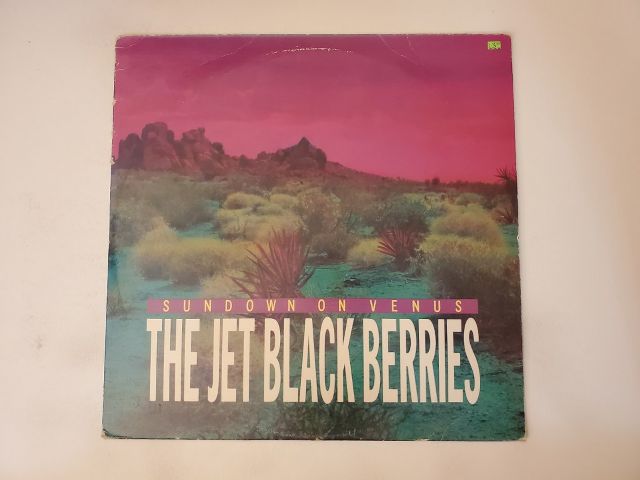 SUNDOWN ON VENUS
THE JET BLACK BERRIES